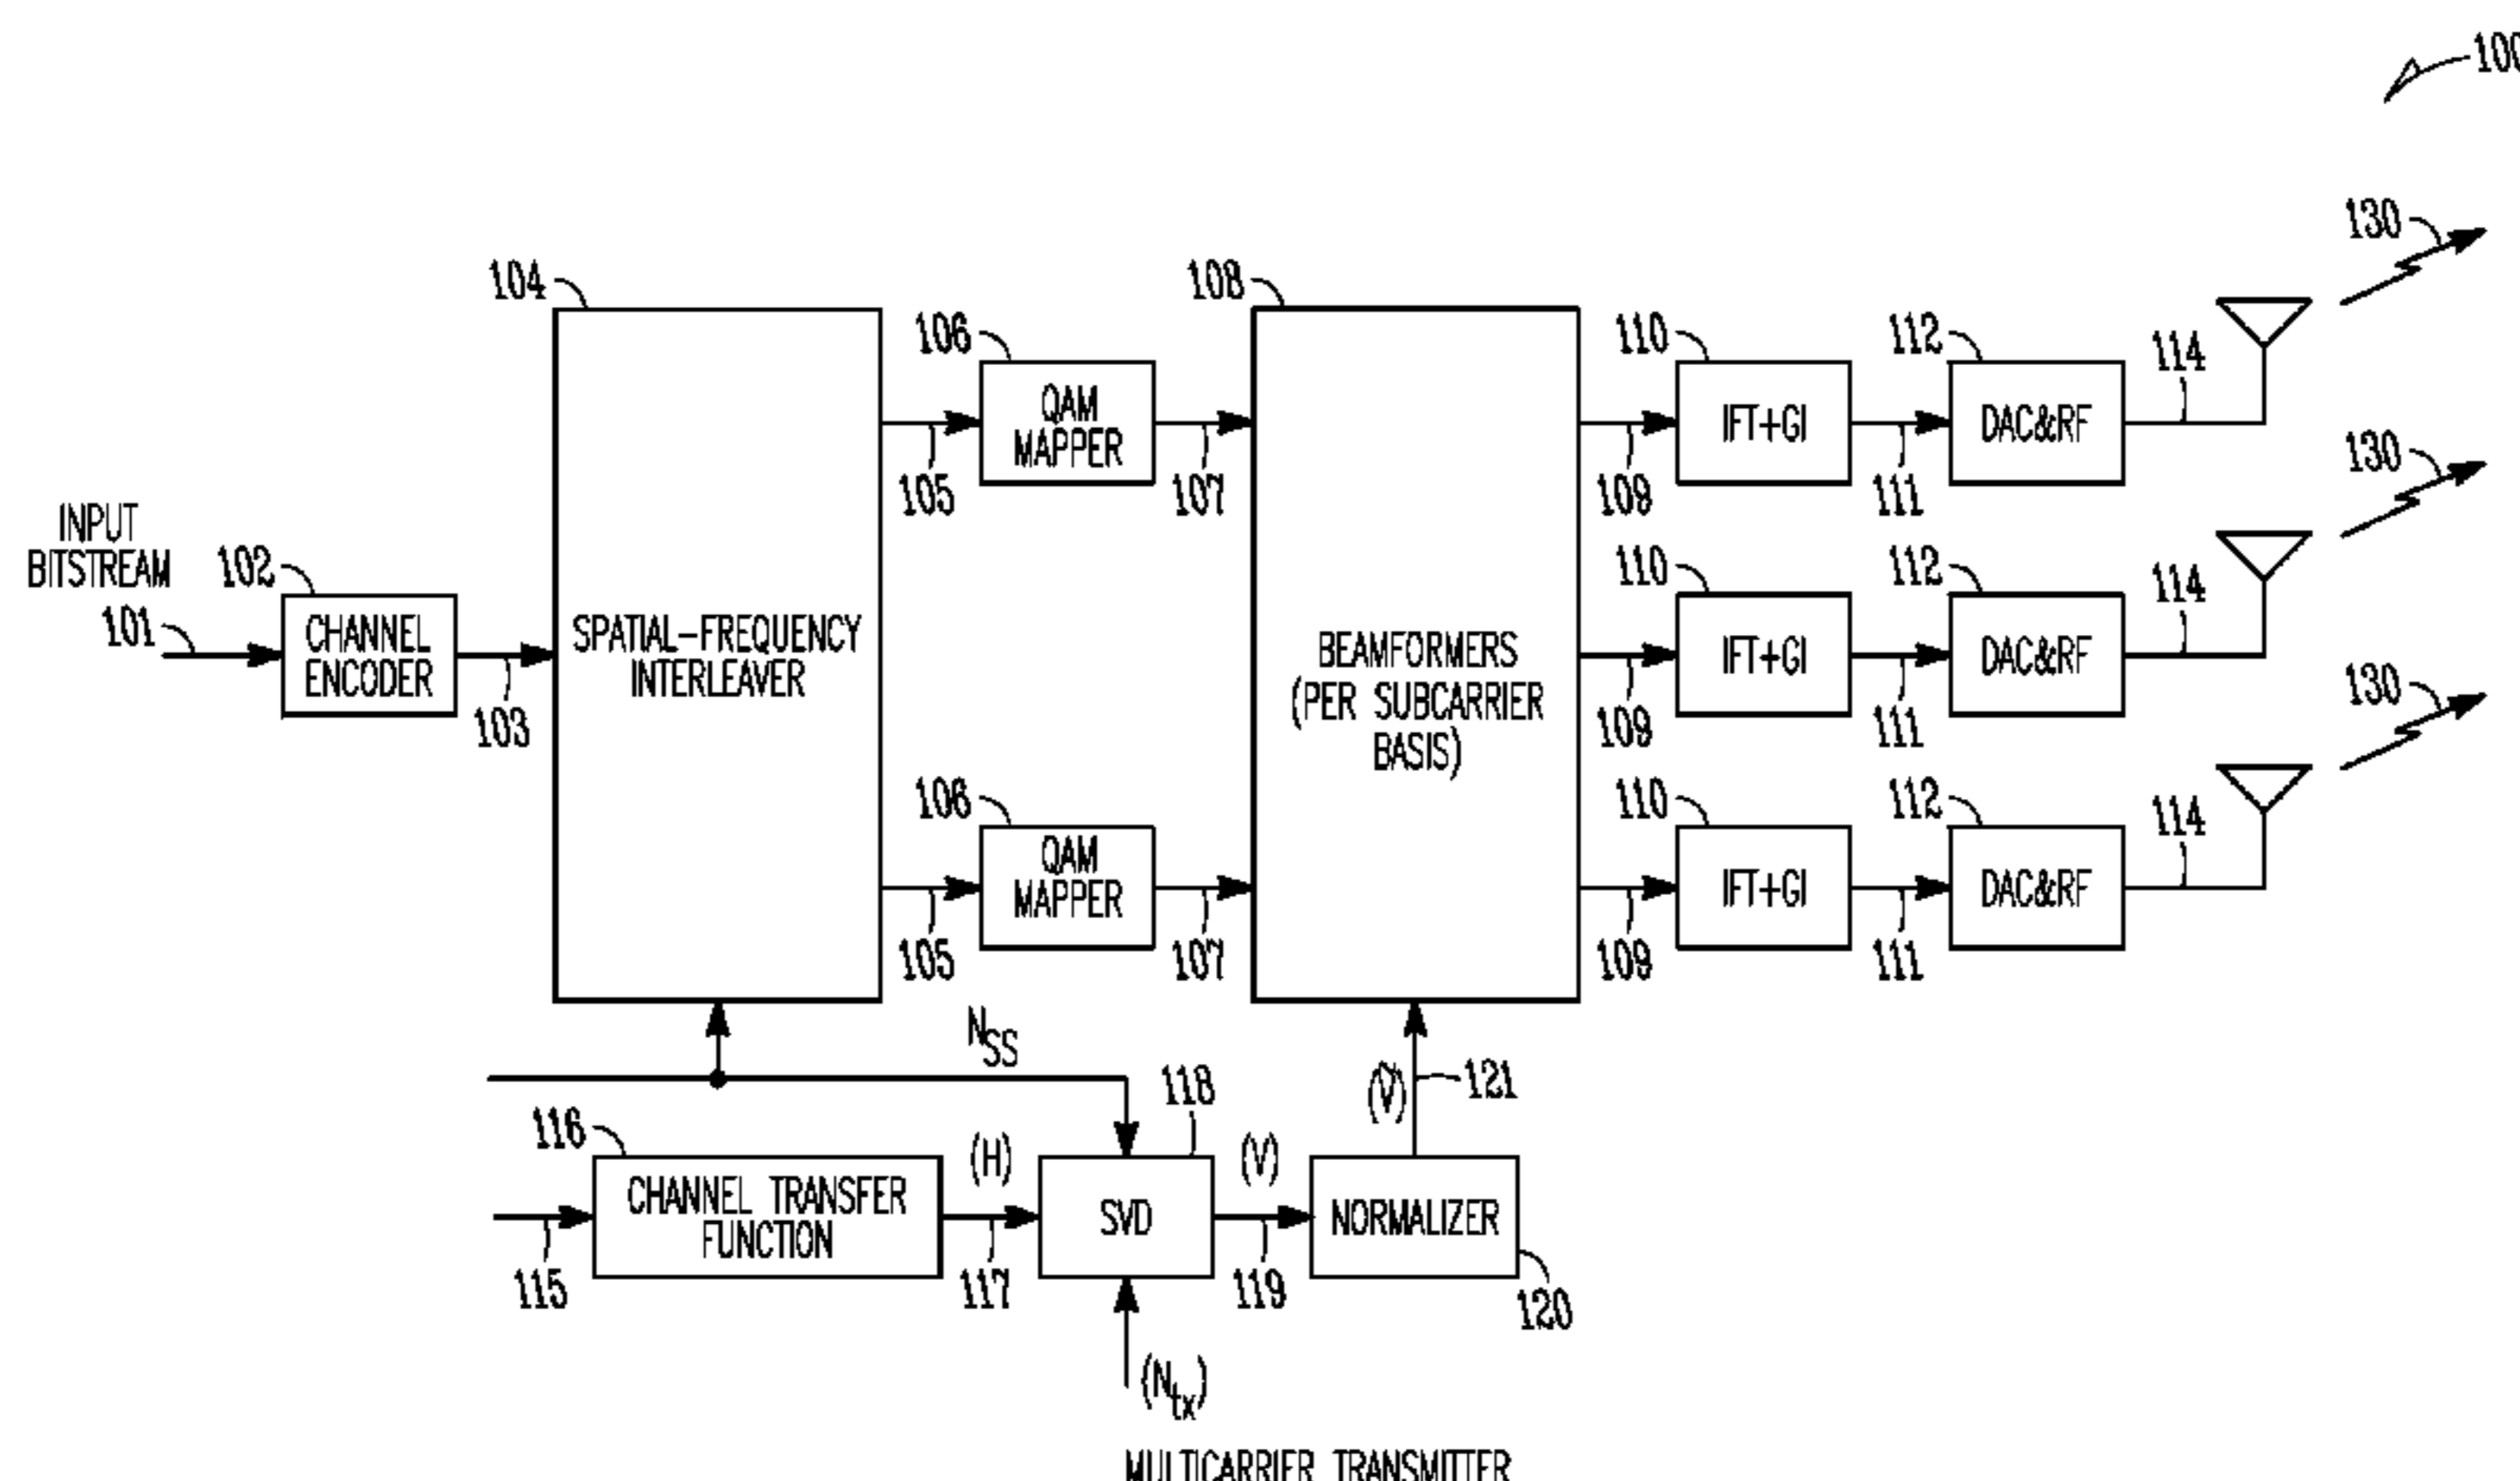 100
130
104
108
106
110
112
114
QAM
MAPPER
IFT+GI
DAC&RF
105
107
109
111
130
INPUT
BITSTREAM
101
102
CHANNEL
ENCODER
103
SPATIAL-FREQUENCY
INTERLEAVER
BEAMFORMERS
(PER SUBCARRIER
BASIS)
110
112
114
IFT+GI
DAC&RF
109
111
130
106
110
112
114
QAM
MAPPER
IFT+GI
DAC&RF
105
107
109
111
NSS
118
(Ṽ)
121
116
(H)
(V)
CHANNEL TRANSFER
FUNCTION
SVD
NORMALIZER
115
117
119
120
(Ntx)
MULTICARRIER TRANSMITTER